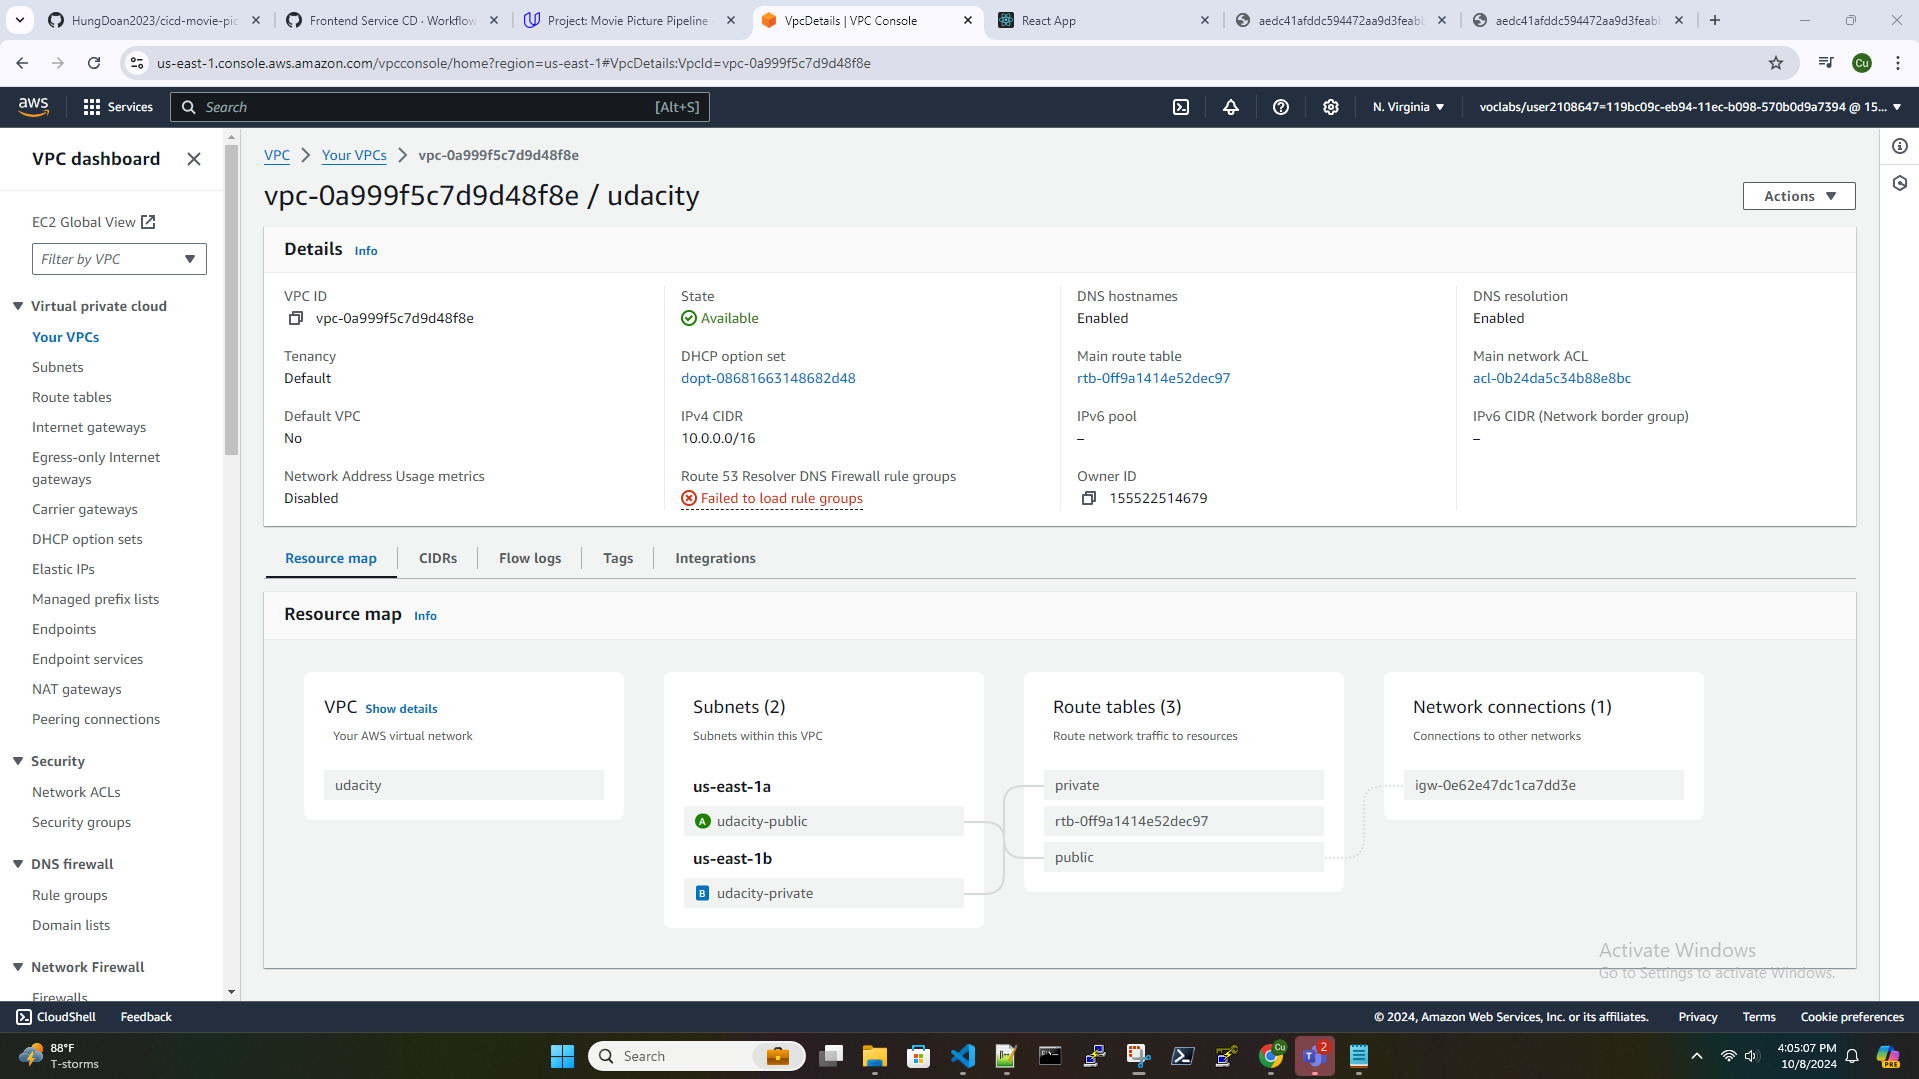 HungDoan2023/cicd-movie-pic
Frontend Service CD · Workflow
Project: Movie Picture Pipeline -
VpcDetails | VPC Console
React App
aedc41afddc594472aa9d3feabb
aedc41afddc594472aa9d3feabb
us-east-1.console.aws.amazon.com/vpcconsole/home?region=us-east-1#VpcDetails:VpcId=vpc-0a999f5c7d9d48f8e
Cu
aws
Services
Search
[Alt+S]
N. Virginia
voclabs/user2108647=119bc09c-eb94-11ec-b098-570b0d9a7394 @ 15...
VPC dashboard
EC2 Global View
Filter by VPC
Virtual private cloud
Your VPCs
Subnets
Route tables
Internet gateways
Egress-only Internet
gateways
Carrier gateways
DHCP option sets
Elastic IPs
Managed prefix lists
Endpoints
Endpoint services
NAT gateways
Peering connections
Security
Network ACLs
Security groups
DNS firewall
Rule groups
Domain lists
Network Firewall
Firewalls
VPC
Your VPCs
vpc-0a999f5c7d9d48f8e
vpc-0a999f5c7d9d48f8e / udacity
Actions
Details Info
VPC ID
vpc-0a999f5c7d9d48f8e
State
Available
DNS hostnames
Enabled
DNS resolution
Enabled
Tenancy
Default
DHCP option set
dopt-08681663148682d48
Main route table
rtb-0ff9a1414e52dec97
Main network ACL
acl-0b24da5c34b88e8bc
Default VPC
No
IPv4 CIDR
10.0.0.0/16
IPv6 pool
–
IPv6 CIDR (Network border group)
–
Network Address Usage metrics
Disabled
Route 53 Resolver DNS Firewall rule groups
Failed to load rule groups
Owner ID
155522514679
Resource map
CIDRs
Flow logs
Tags
Integrations
Resource map Info
VPC Show details
Your AWS virtual network
udacity
Subnets (2)
Subnets within this VPC
us-east-1a
A udacity-public
us-east-1b
B udacity-private
Route tables (3)
Route network traffic to resources
private
rtb-0ff9a1414e52dec97
public
Network connections (1)
Connections to other networks
igw-0e62e47dc1ca7dd3e
Activate Windows
Go to Settings to activate Windows.
CloudShell
Feedback
© 2024, Amazon Web Services, Inc. or its affiliates.
Privacy
Terms
Cookie preferences
88°F
T-storms
Search
Cu
2
4:05:07 PM
10/8/2024
PRE